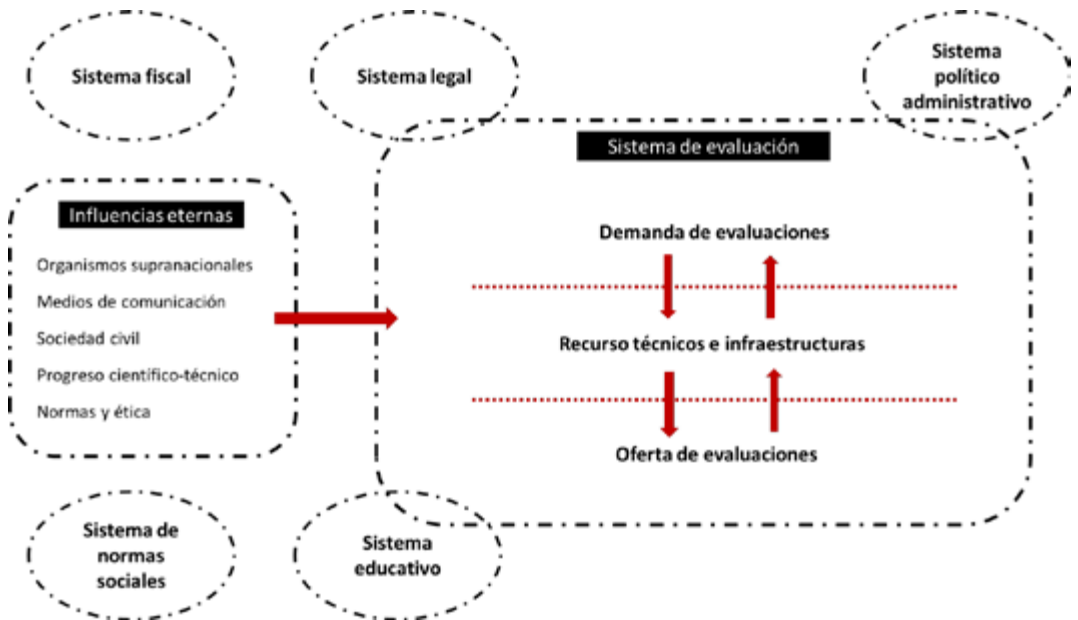 Sistema fiscal
Sistema legal
Sistema
político
administrativo
Sistema de evaluación
Influencias eternas
Organismos supranacionales
Medios de comunicación
Sociedad civil
Progreso científico-técnico
Normas y ética
Demanda de evaluaciones
Recurso técnicos e infraestructuras
Oferta de evaluaciones
Sistema de
normas
sociales
Sistema
educativo